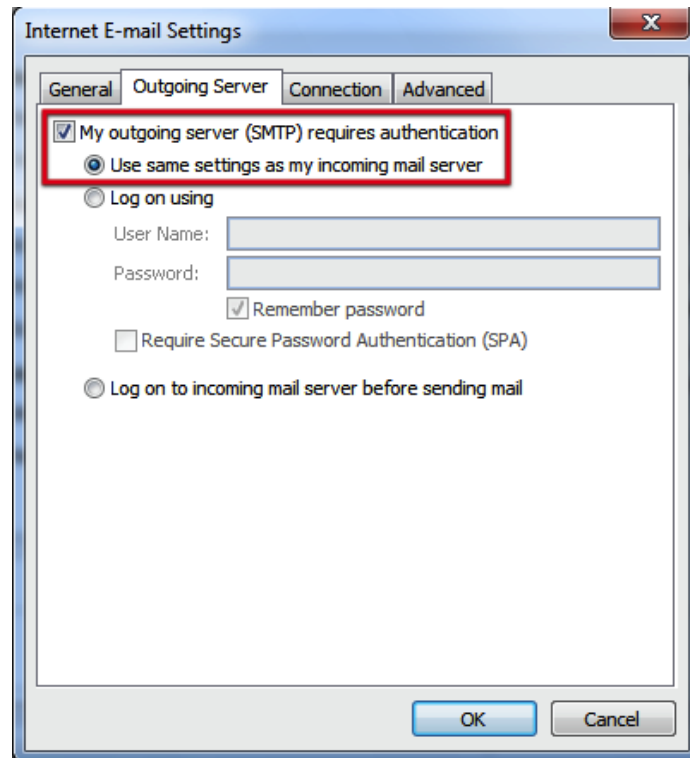 Internet E-mail Settings
General Outgoing Server Connection Advanced
My outgoing server (SMTP) requires authentication
Use same settings as my incoming mail server
Log on using
User Name:
Password:
Remember password
Require Secure Password Authentication (SPA)
Log on to incoming mail server before sending mail
OK Cancel